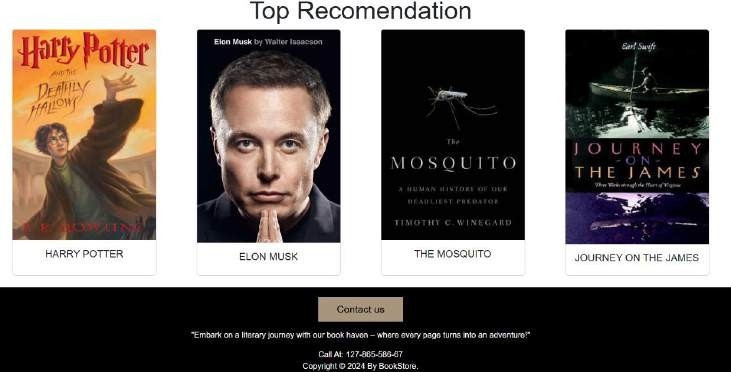 Top Recomendation
Harry Potter
AND THE
DEATHLY
HALLOWS
J. K. ROWLING
HARRY POTTER
Elon Musk by Walter Isaacson
ELON MUSK
The
MOSQUITO
A HUMAN HISTORY OF OUR
DEADLIEST PREDATOR
TIMOTHY C. WINEGARD
THE MOSQUITO
Earl Swift
JOURNEY
-ON-
THE JAMES
Three Weeks through the Heart of Virginia
JOURNEY ON THE JAMES
Contact us
"Embark on a literary journey with our book haven – where every page turns into an adventure!"
Call At: 127-865-586-67
Copyright © 2024 By BookStore.